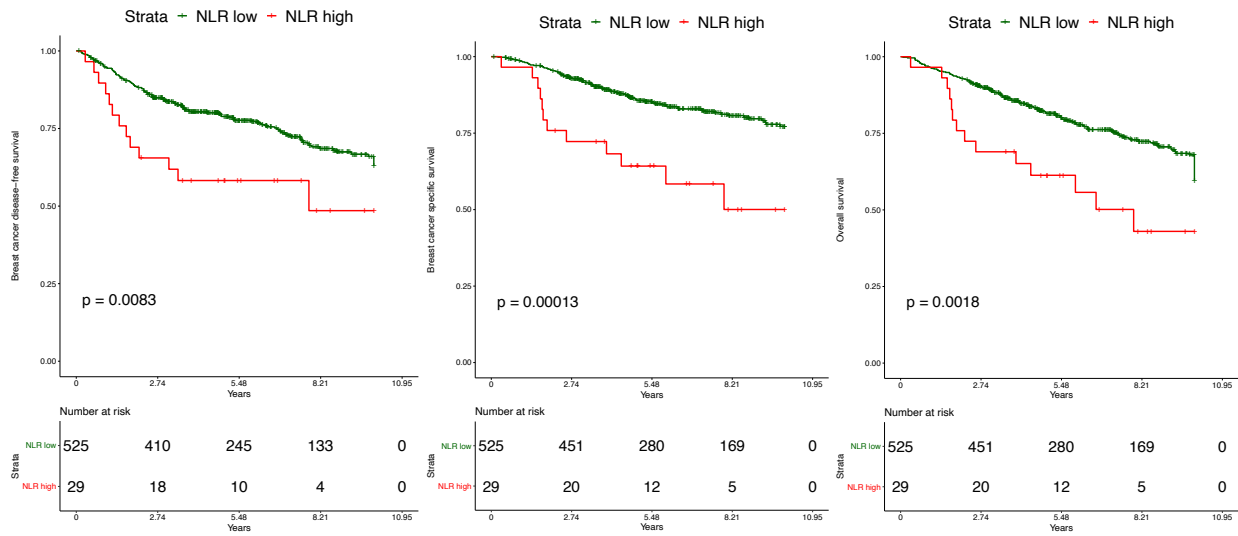 Strata NLR low NLR high
Breast cancer disease−free survival
1.00
0.75
0.50
0.25
0.00
p = 0.0083
0 2.74 5.48 8.21 10.95
Years
Number at risk
Strata
NLR low 525 410 245 133 0
NLR high 29 18 10 4 0
0 2.74 5.48 8.21 10.95
Years
Strata NLR low NLR high
Breast cancer specific survival
1.00
0.75
0.50
0.25
0.00
p = 0.00013
0 2.74 5.48 8.21 10.95
Years
Number at risk
Strata
NLR low 525 451 280 169 0
NLR high 29 20 12 5 0
0 2.74 5.48 8.21 10.95
Years
Strata NLR low NLR high
Overall survival
1.00
0.75
0.50
0.25
0.00
p = 0.0018
0 2.74 5.48 8.21 10.95
Years
Number at risk
Strata
NLR low 525 451 280 169 0
NLR high 29 20 12 5 0
0 2.74 5.48 8.21 10.95
Years